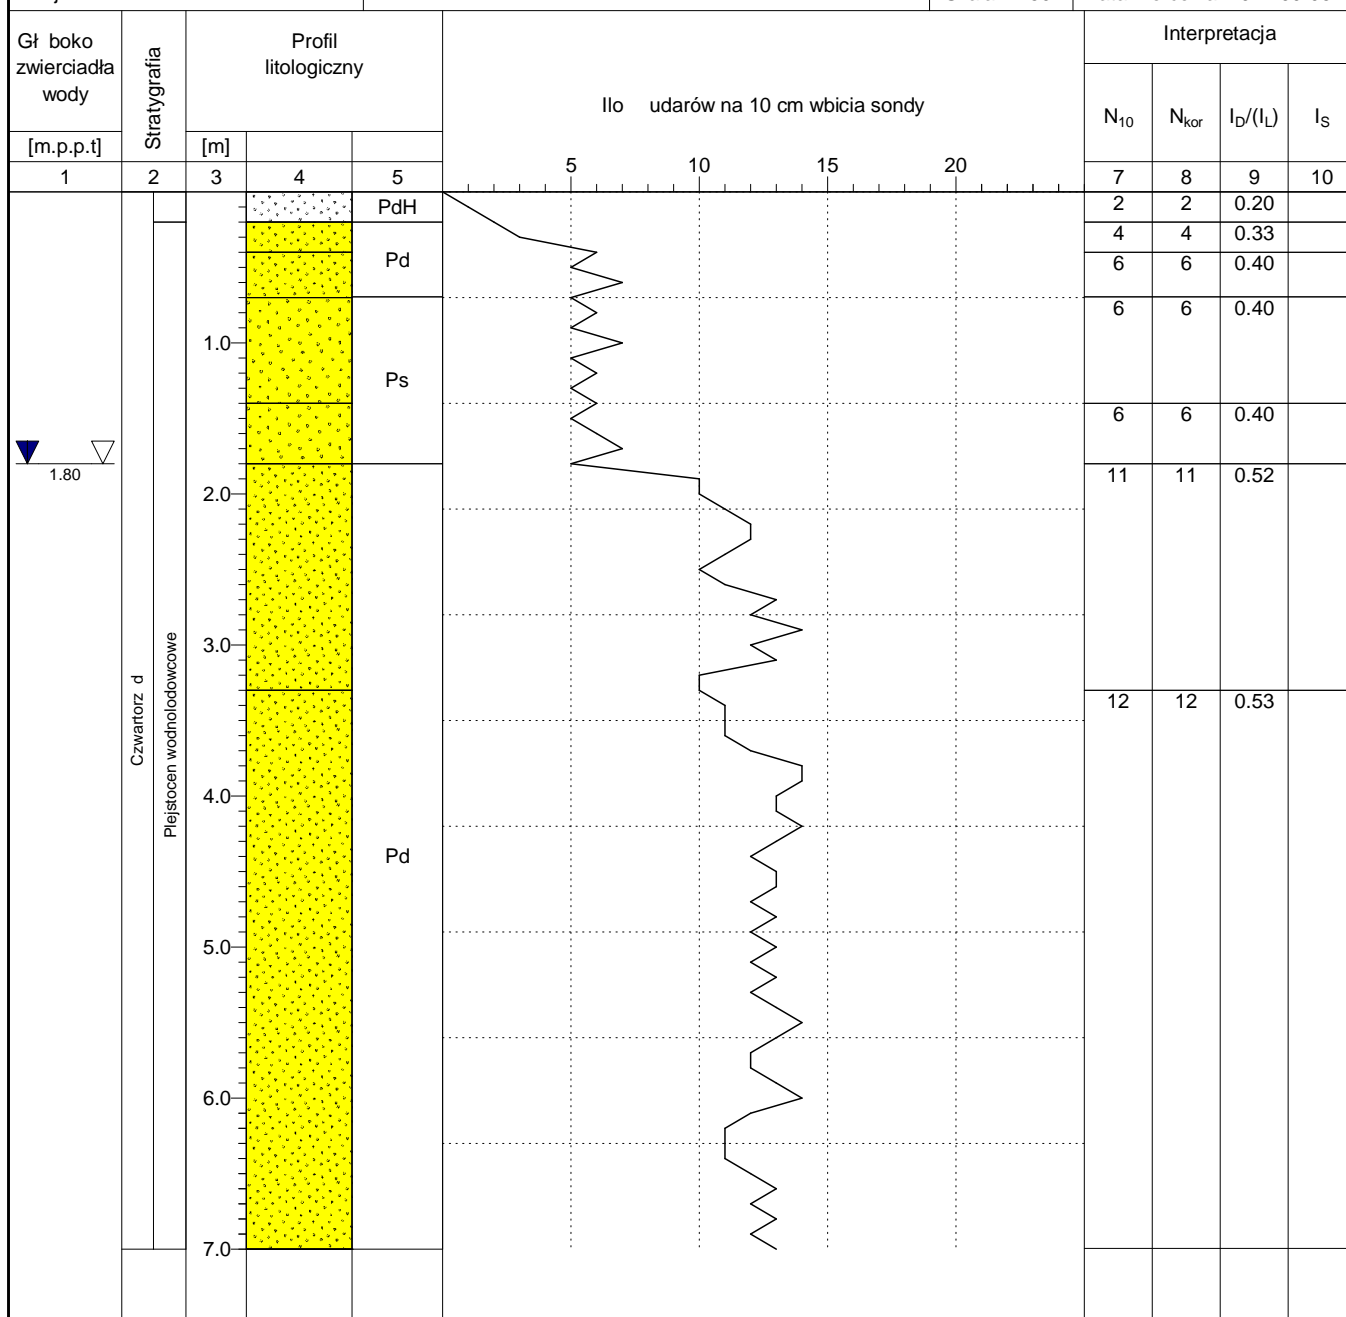 Gł boko
zwierciadła
wody
[m.p.p.t]
Stratygrafia
Profil
litologiczny
[m]
Ilo udarów na 10 cm wbicia sondy
Interpretacja
N10 Nkor ID/(IL) IS
5 10 15 20
1 2 3 4 5 7 8 9 10
PdH 2 2 0.20
4 4 0.33
Pd 6 6 0.40
6 6 0.40
1.0
Ps
6 6 0.40
1.80
11 11 0.52
2.0
3.0
12 12 0.53
Czwartorz d
Plejstocen wodnolodowcowe
4.0
Pd
5.0
6.0
7.0